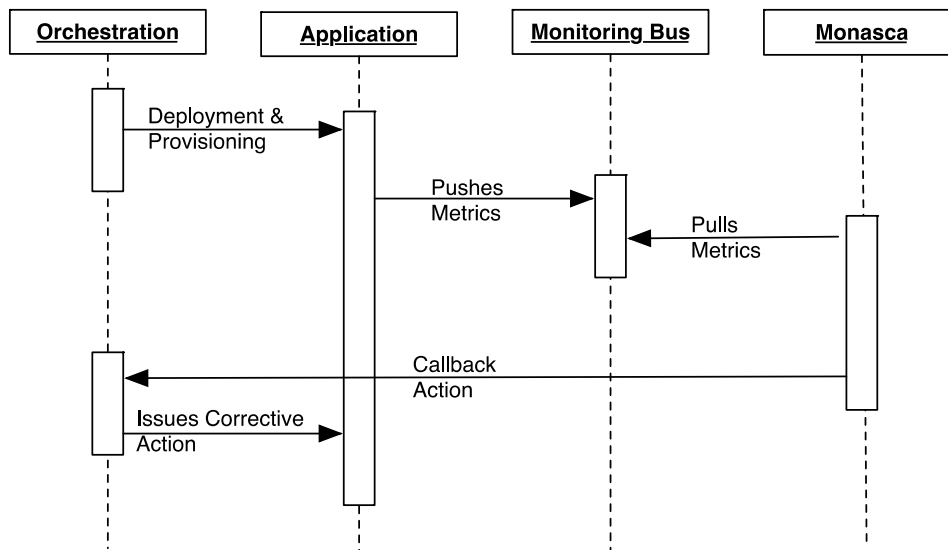 Orchestration
Application
Monitoring Bus
Monasca
Deployment &
Provisioning
Pushes
Metrics
Pulls
Metrics
Callback
Action
Issues Corrective
Action